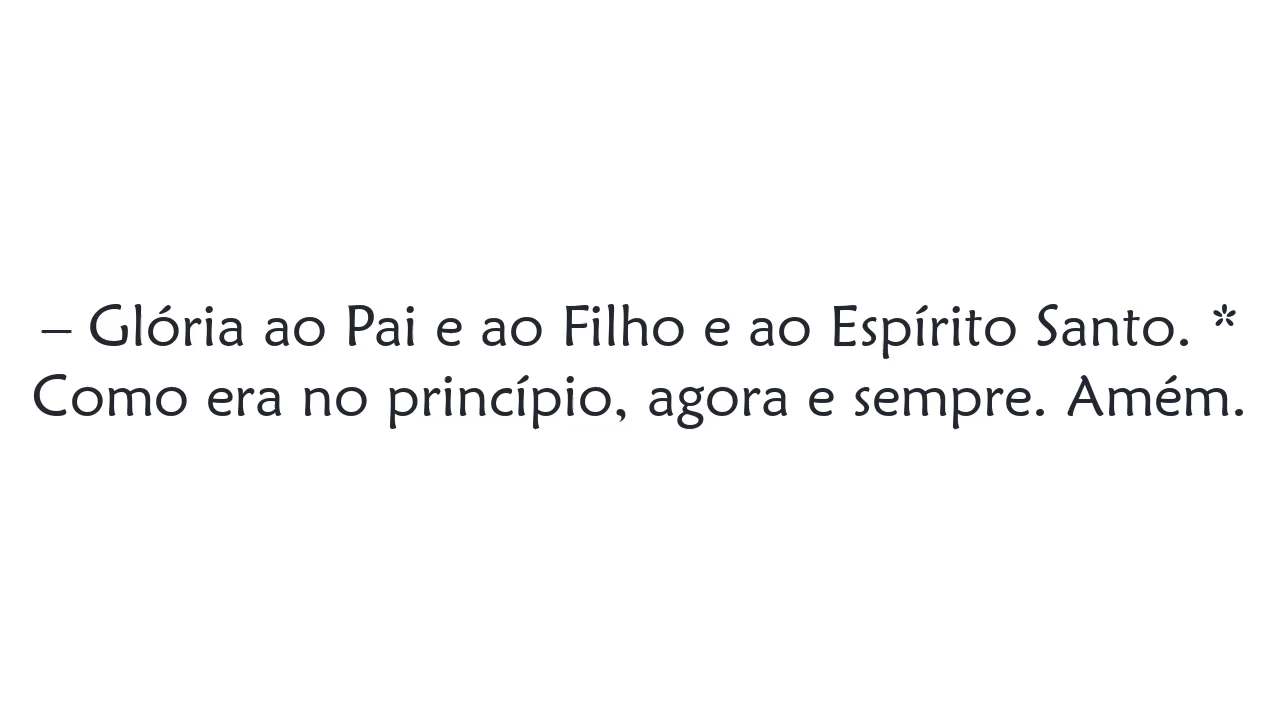 – Glória ao Pai e ao Filho e ao Espírito Santo. *
Como era no princípio, agora e sempre. Amém.